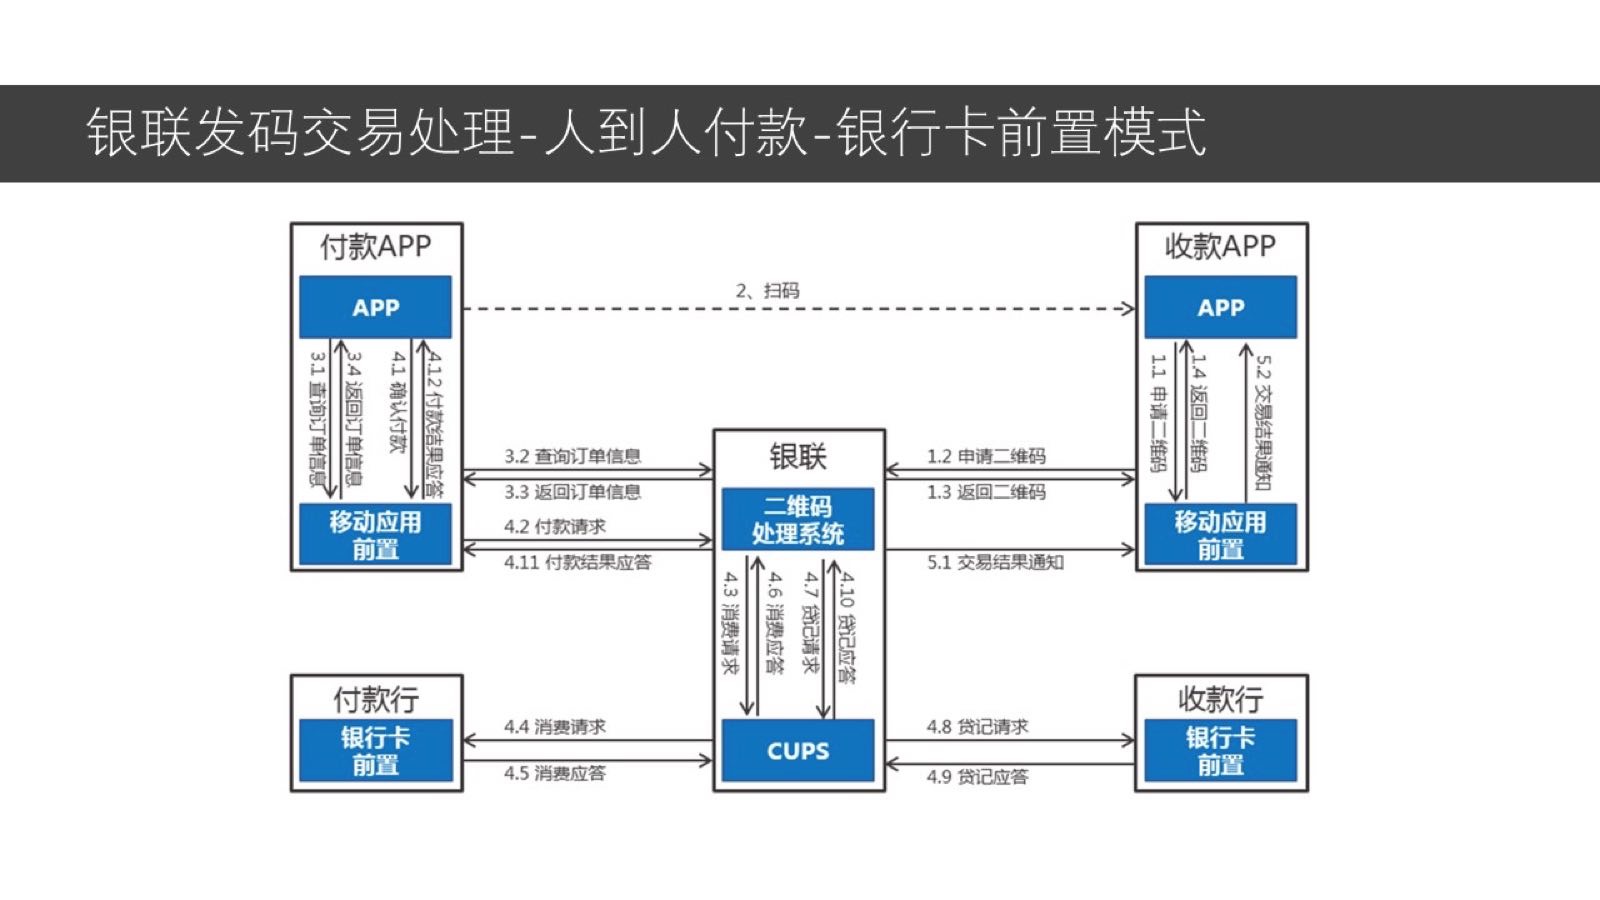 银联发码交易处理-人到人付款-银行卡前置模式
付款APP
APP
3.1 查询订单信息
3.4 返回订单信息
4.1 确认付款
4.12 付款结果应答
移动应用
前置
2、扫码
收款APP
APP
1.1 申请二维码
1.4 返回二维码
5.2 交易结果通知
移动应用
前置
3.2 查询订单信息
3.3 返回订单信息
4.2 付款请求
4.11 付款结果应答
银联
二维码
处理系统
4.3 消费请求
4.6 消费应答
4.7 贷记请求
4.10 贷记应答
CUPS
1.2 申请二维码
1.3 返回二维码
5.1 交易结果通知
付款行
银行卡
前置
4.4 消费请求
4.5 消费应答
4.8 贷记请求
4.9 贷记应答
收款行
银行卡
前置